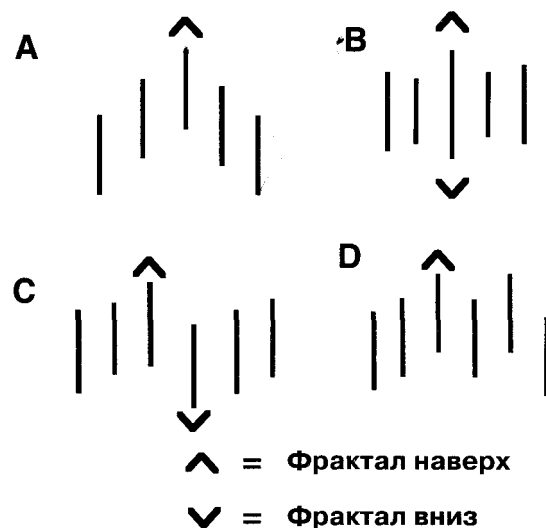 A
B
C
D
= Фрактал наверх
= Фрактал вниз